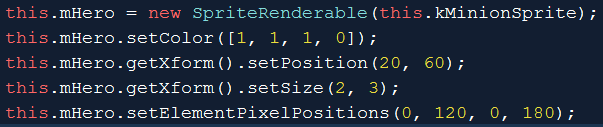 this.mHero = new SpriteRenderable(this.kMinionSprite);
this.mHero.setColor([1, 1, 1, 0]);
this.mHero.getXform().setPosition(20, 60);
this.mHero.getXform().setSize(2, 3);
this.mHero.setElementPixelPositions(0, 120, 0, 180);